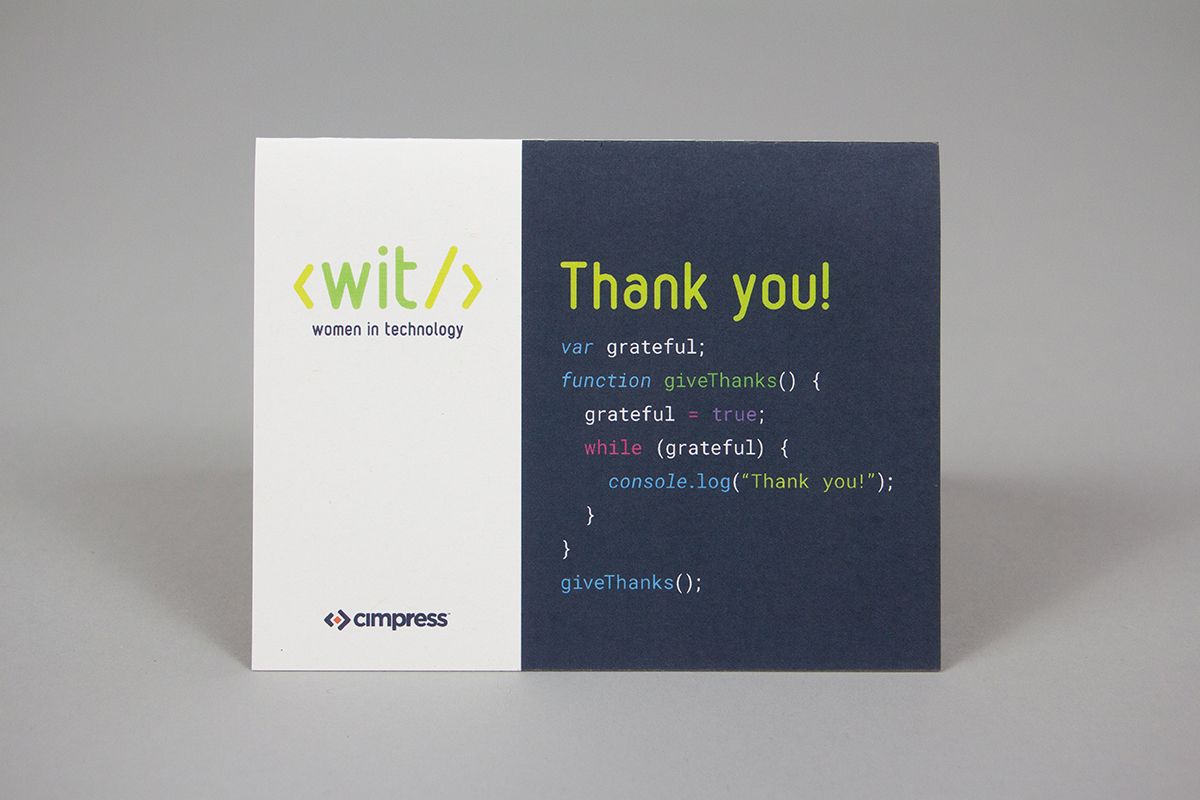 <wit/>
women in technology
cimpress™
Thank you!
var grateful;
function giveThanks() {
  grateful = true;
  while (grateful) {
    console.log(“Thank you!”);
  }
}
giveThanks();